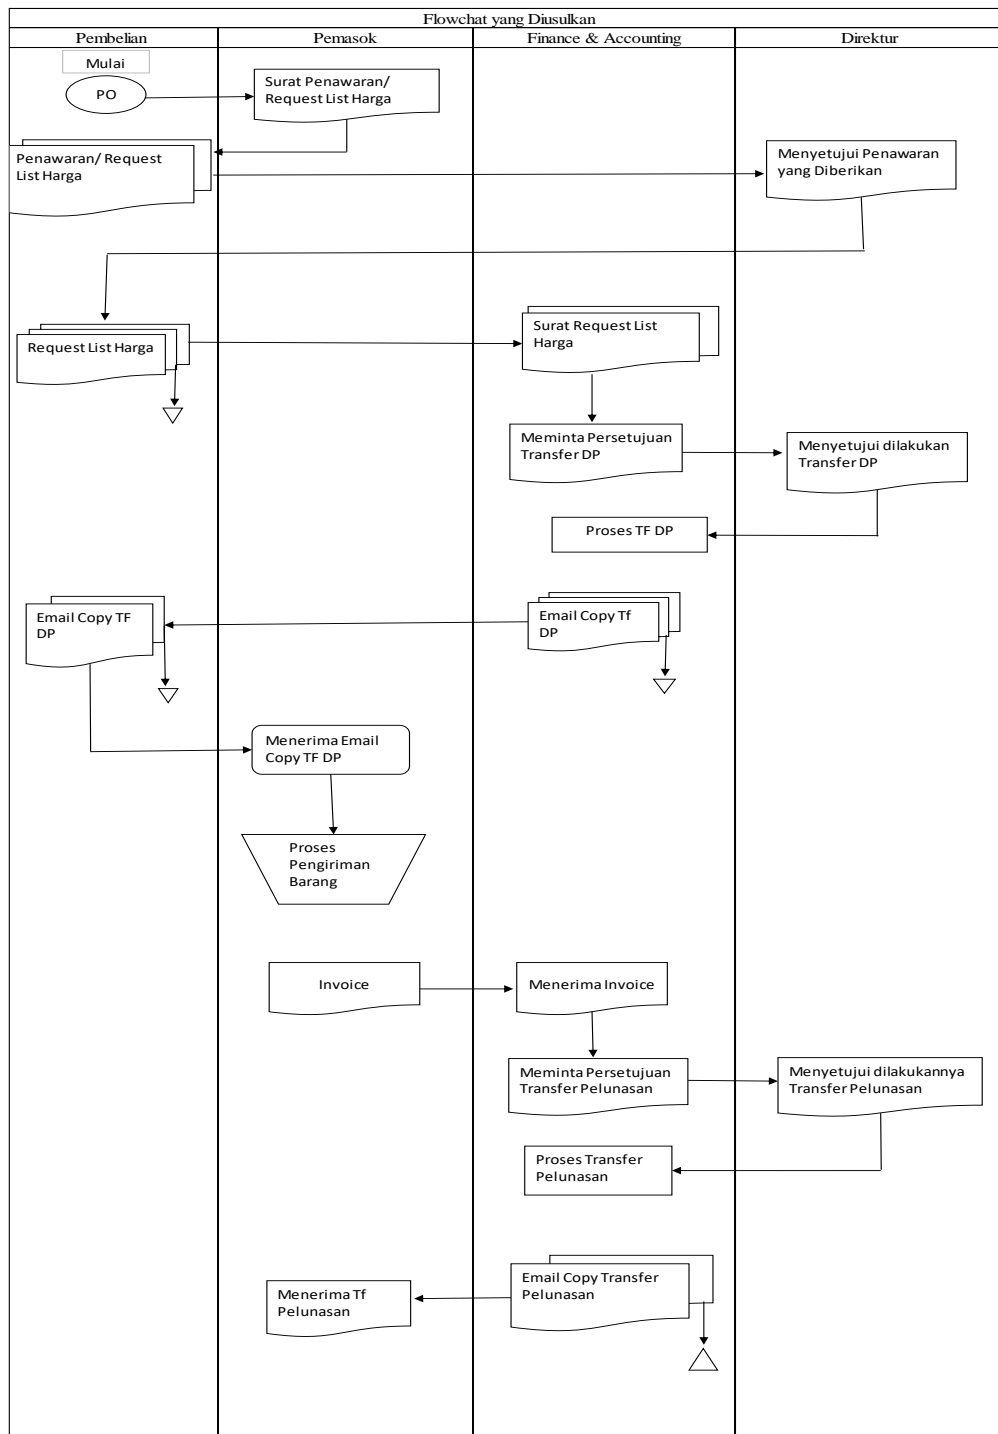 Flowchat yang Diusulkan
Pembelian
Pemasok
Finance & Accounting
Direktur
Mulai
PO
Surat Penawaran/
Request List Harga
Penawaran/ Request
List Harga
Menyetujui Penawaran
yang Diberikan
Request List Harga
Surat Request List
Harga
Meminta Persetujuan
Transfer DP
Menyetujui dilakukan
Transfer DP
Proses TF DP
Email Copy TF
DP
Email Copy Tf
DP
Menerima Email
Copy TF DP
Proses
Pengiriman
Barang
Invoice
Menerima Invoice
Meminta Persetujuan
Transfer Pelunasan
Menyetujui dilakukannya
Transfer Pelunasan
Proses Transfer
Pelunasan
Menerima Tf
Pelunasan
Email Copy Transfer
Pelunasan